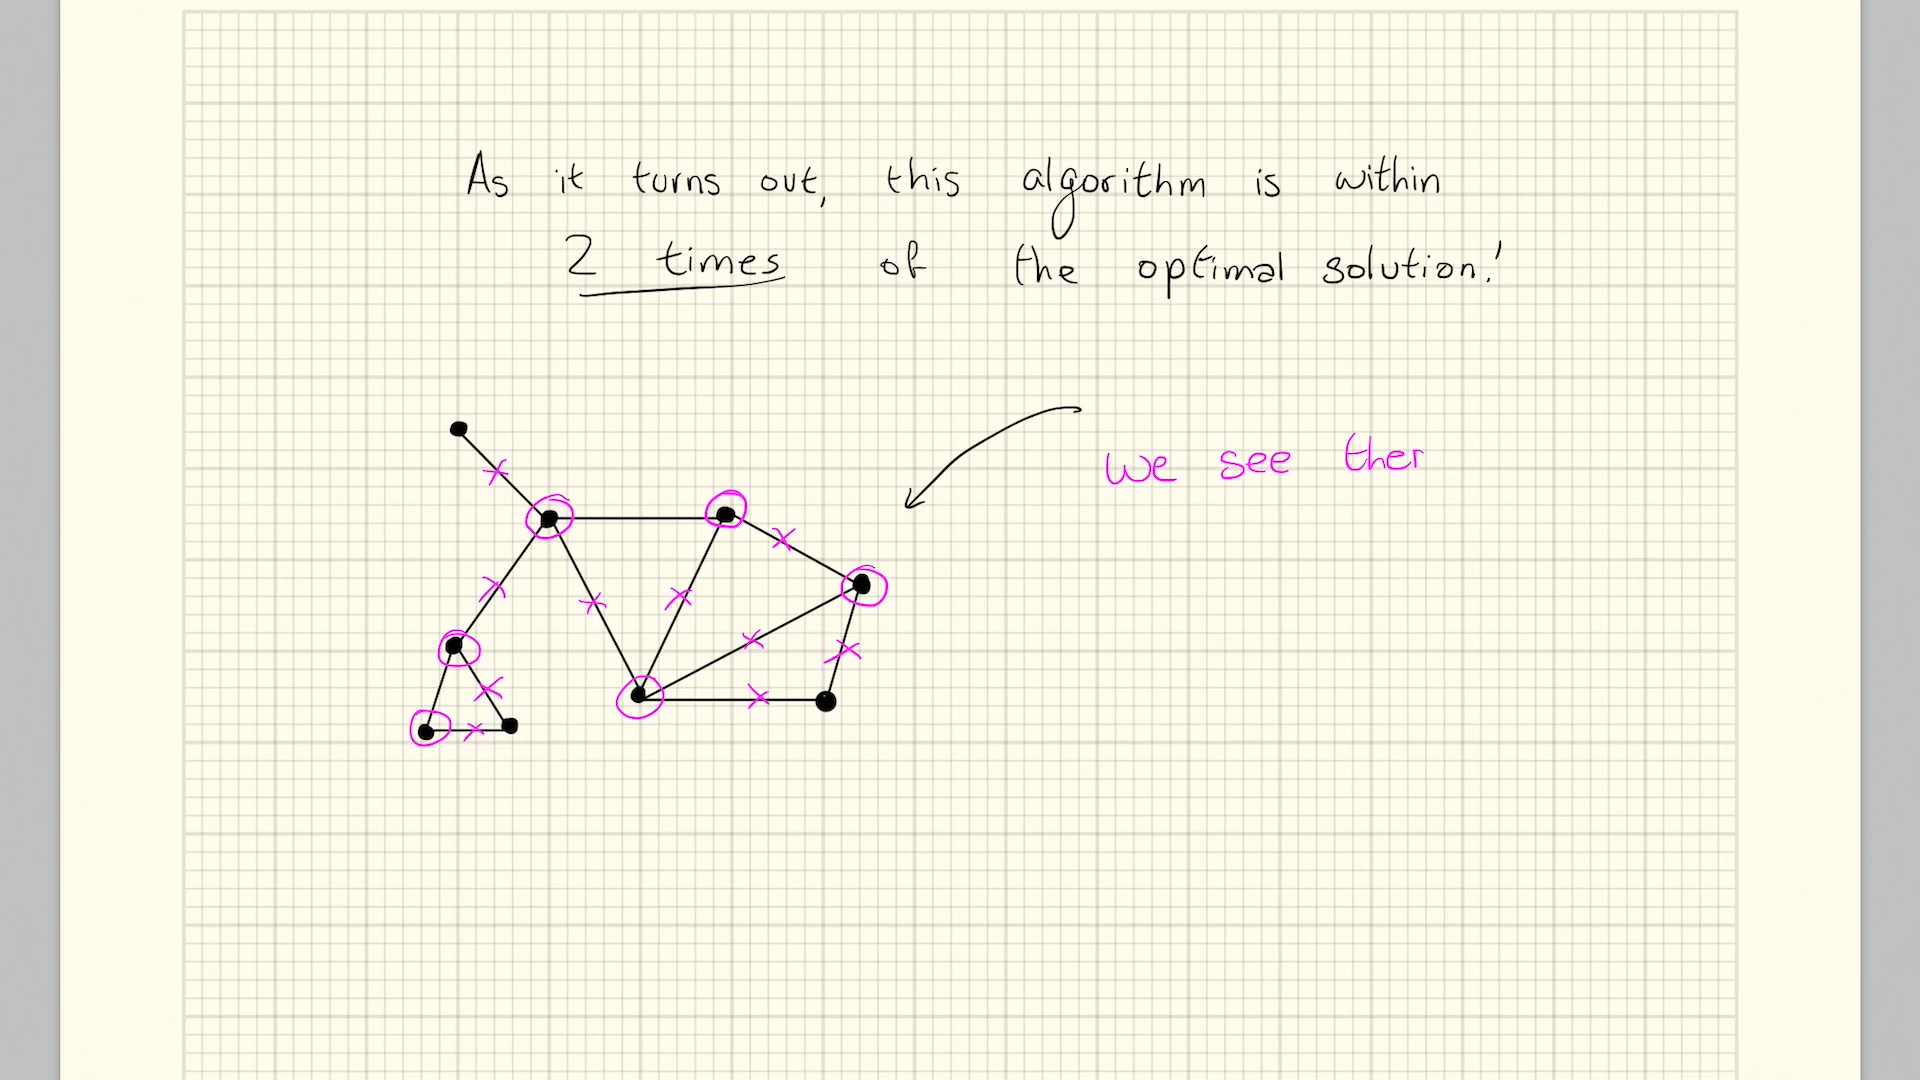 As it turns out, this algorithm is within
2 times of the optimal solution!
we see ther